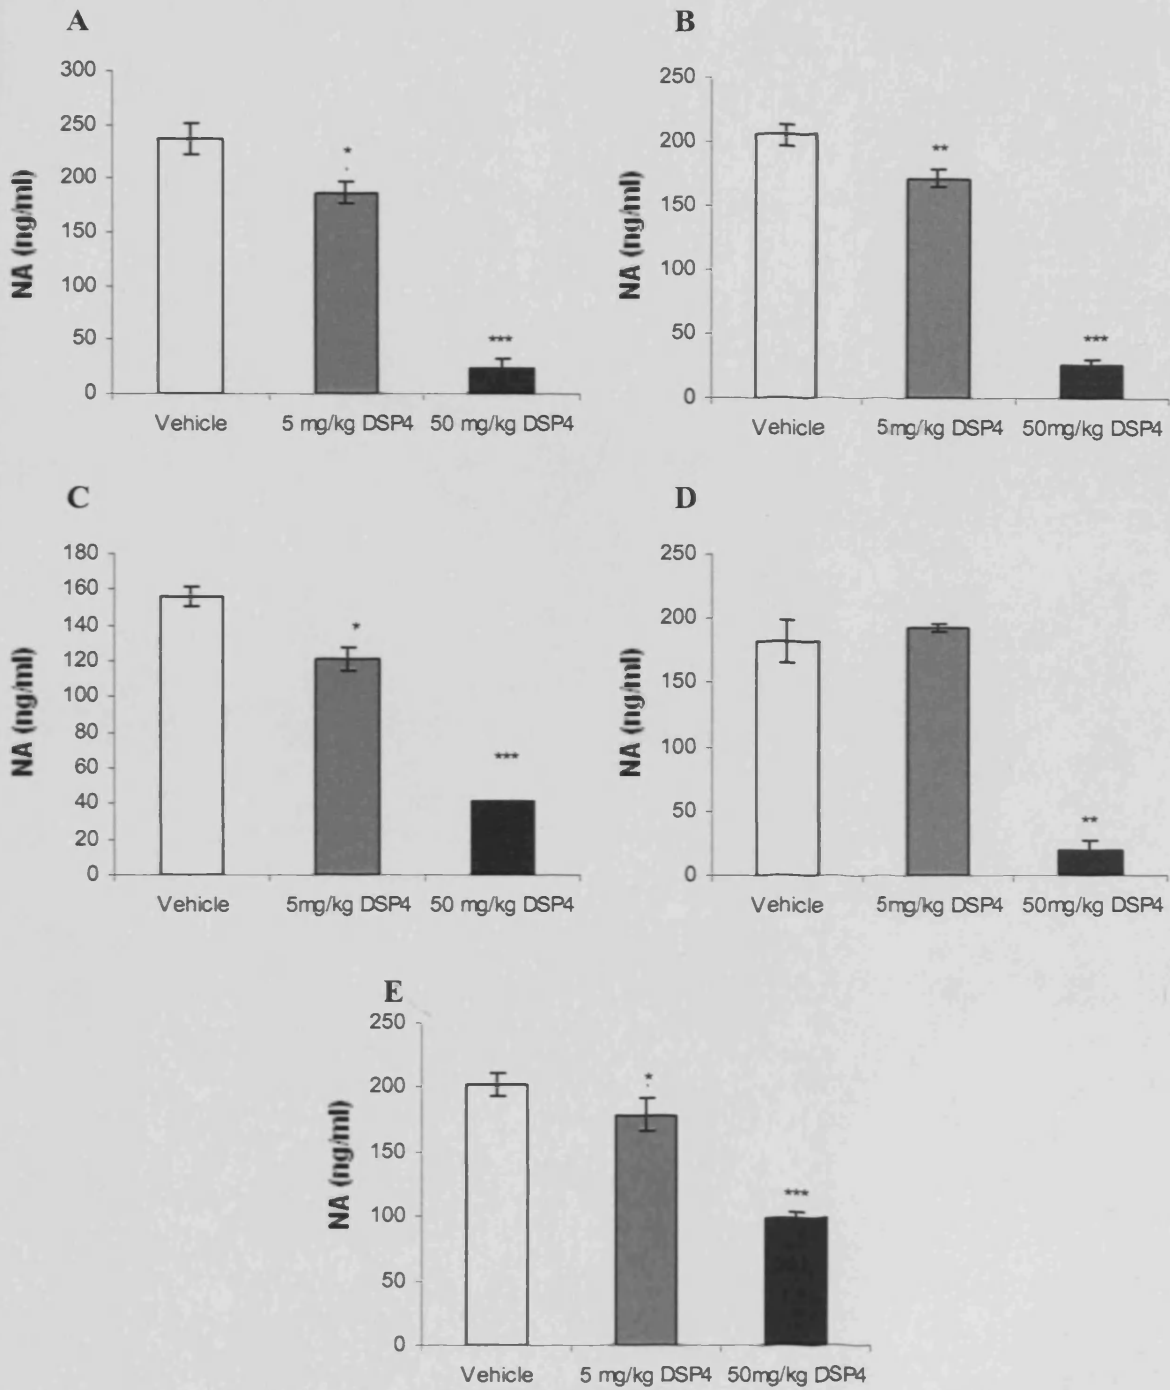 A
300
250
200
150
100
50
0
NA (ng/ml)
*
***
Vehicle 5 mg/kg DSP4 50 mg/kg DSP4
B
250
200
150
100
50
0
NA (ng/ml)
**
***
Vehicle 5mg/kg DSP4 50mg/kg DSP4
C
180
160
140
120
100
80
60
40
20
0
NA (ng/ml)
*
***
Vehicle 5mg/kg DSP4 50 mg/kg DSP4
D
250
200
150
100
50
0
NA (ng/ml)
**
Vehicle 5mg/kg DSP4 50mg/kg DSP4
E
250
200
150
100
50
0
NA (ng/ml)
*
***
Vehicle 5 mg/kg DSP4 50mg/kg DSP4